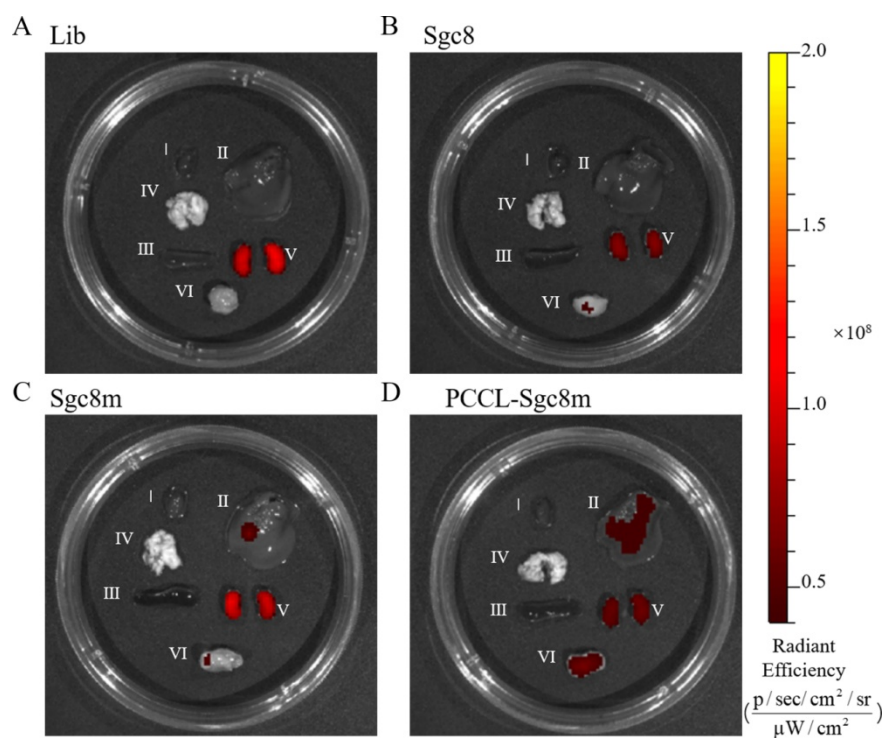 A Lib
I
II
IV
III
V
VI
B Sgc8
I
II
IV
III
V
VI
C Sgc8m
I
II
IV
III
V
VI
D PCCL-Sgc8m
I
II
IV
III
V
VI
2.0
1.5
×10⁸
1.0
0.5
Radiant
Efficiency
(p/sec/cm²/sr
μW/cm²)